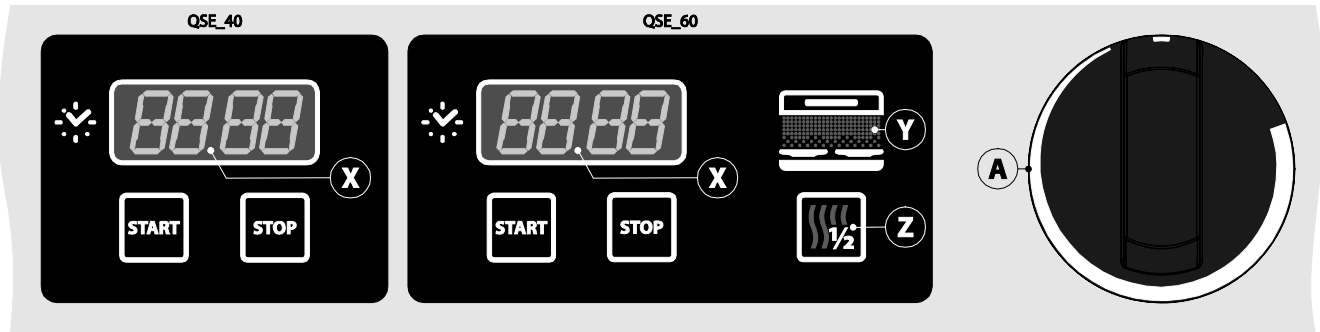 QSE_40
QSE_60
88 88
88 88
Y
X
X
A
START
STOP
START
STOP
½
Z